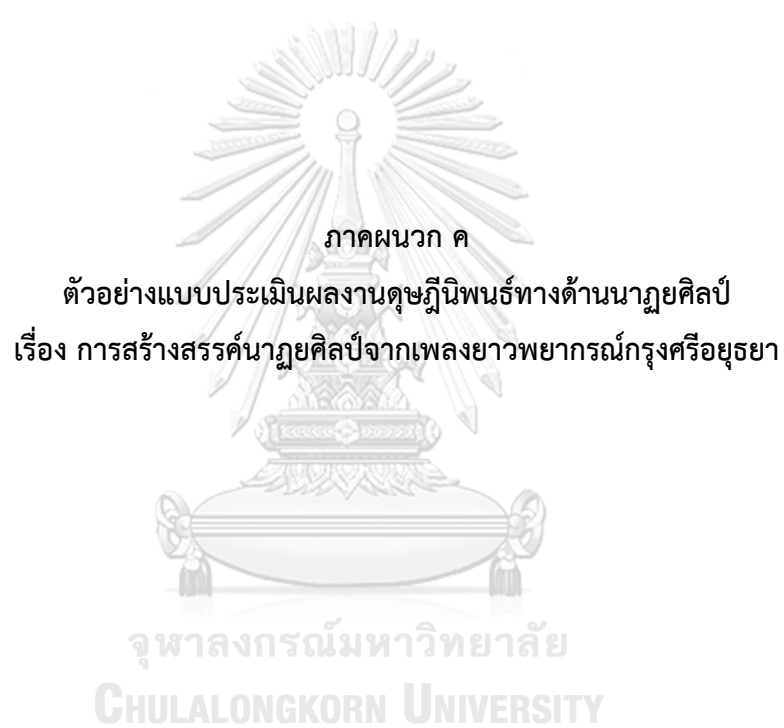 ภาคผนวก ค
ตัวอย่างแบบประเมินผลงานดุษฎีนิพนธ์ทางด้านนาฏยศิลป์
เรื่อง การสร้างสรรค์นาฏยศิลป์จากเพลงยาวพยากรณ์กรุงศรีอยุธยา
จุฬาลงกรณ์มหาวิทยาลัย
CHULALONGKORN UNIVERSITY